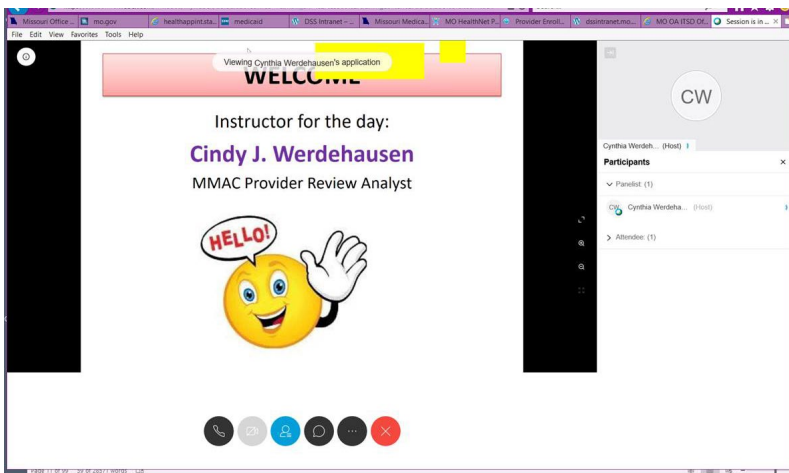 Missouri Office ...
mo.gov
healthappint.sta...
medicaid
DSS Intranet – ...
Missouri Medica...
MO HealthNet P...
Provider Enroll...
dssintranet.mo...
MO OA ITSD Of...
Session is in ...
File Edit View Favorites Tools Help
Viewing Cynthia Werdehausen's application
WELCOME
Instructor for the day:
Cindy J. Werdehausen
MMAC Provider Review Analyst
HELLO!
CW
Cynthia Werdeh... (Host)
Participants
Panelist: (1)
CW Cynthia Werdeha... (Host)
Attendee: (1)